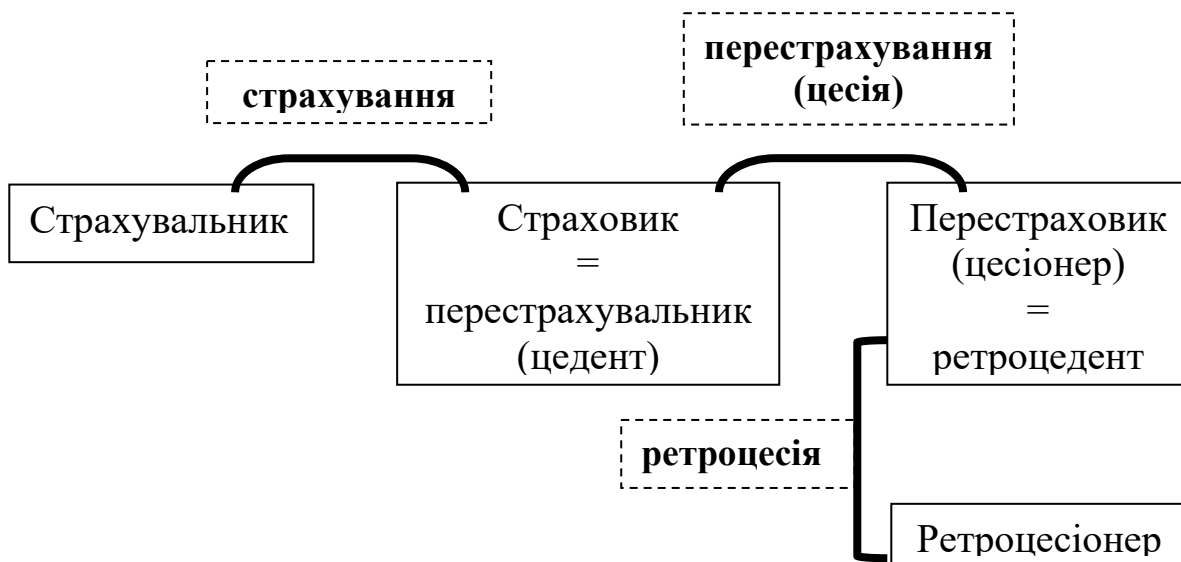 страхування
перестрахування
(цесія)
Страхувальник
Страховик
=
перестрахувальник
(цедент)
Перестраховик
(цесіонер)
=
ретроцедент
ретроцесія
Ретроцесіонер